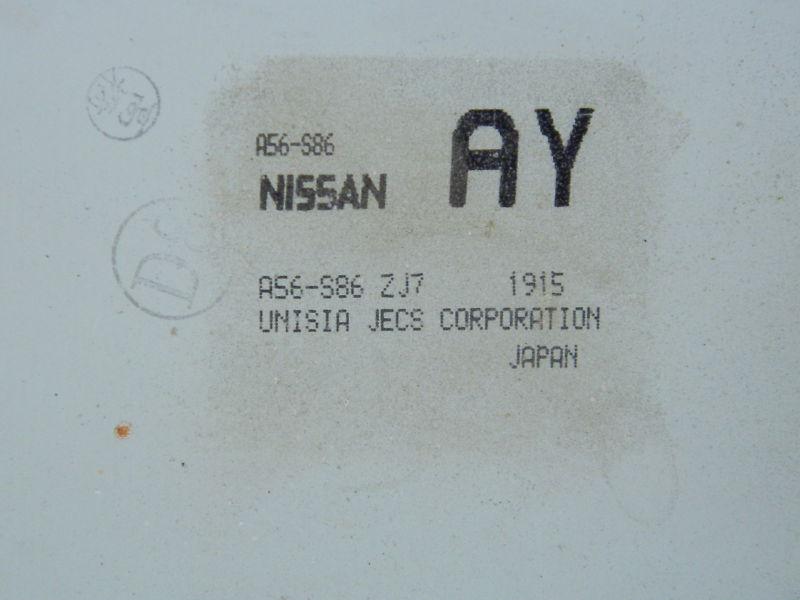 A56-S86
NISSAN AY
A56-S86 ZJ7 1915
UNISIA JECS CORPORATION
JAPAN